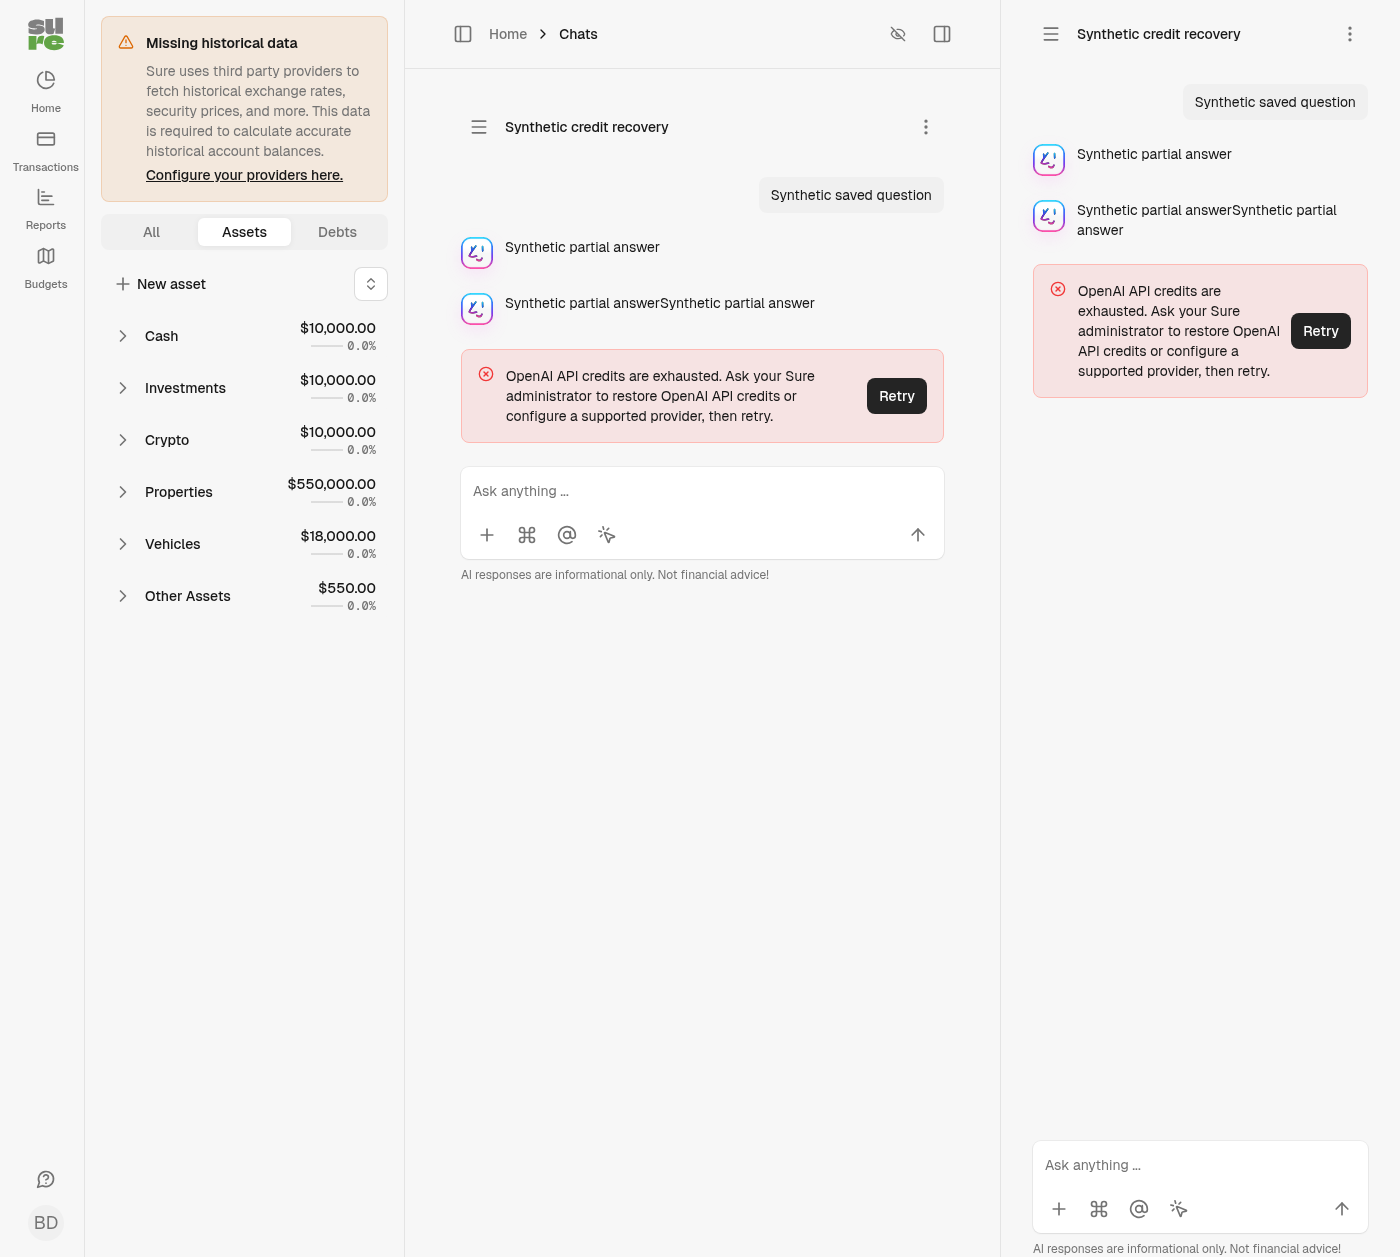 sure
Home
Transactions
Reports
Budgets
BD
Missing historical data
Sure uses third party providers to
fetch historical exchange rates,
security prices, and more. This data
is required to calculate accurate
historical account balances.
Configure your providers here.
All Assets Debts
New asset
Cash $10,000.00
0.0%
Investments $10,000.00
0.0%
Crypto $10,000.00
0.0%
Properties $550,000.00
0.0%
Vehicles $18,000.00
0.0%
Other Assets $550.00
0.0%
Home Chats
Synthetic credit recovery
Synthetic saved question
Synthetic partial answer
Synthetic partial answerSynthetic partial answer
OpenAI API credits are exhausted. Ask your Sure
administrator to restore OpenAI API credits or
configure a supported provider, then retry.
Retry
Ask anything ...
AI responses are informational only. Not financial advice!
Synthetic credit recovery
Synthetic saved question
Synthetic partial answer
Synthetic partial answerSynthetic partial
answer
OpenAI API credits are
exhausted. Ask your Sure
administrator to restore OpenAI
API credits or configure a
supported provider, then retry.
Retry
Ask anything ...
AI responses are informational only. Not financial advice!